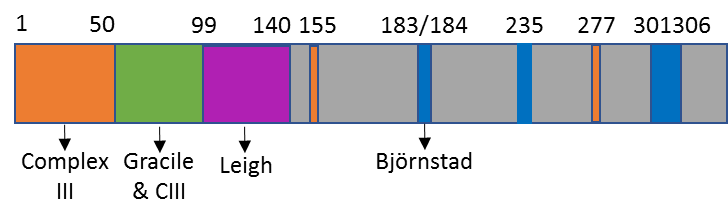 1 50 99 140 155 183/184 235 277 301306
Complex Gracile Leigh Björnstad
III & CIII